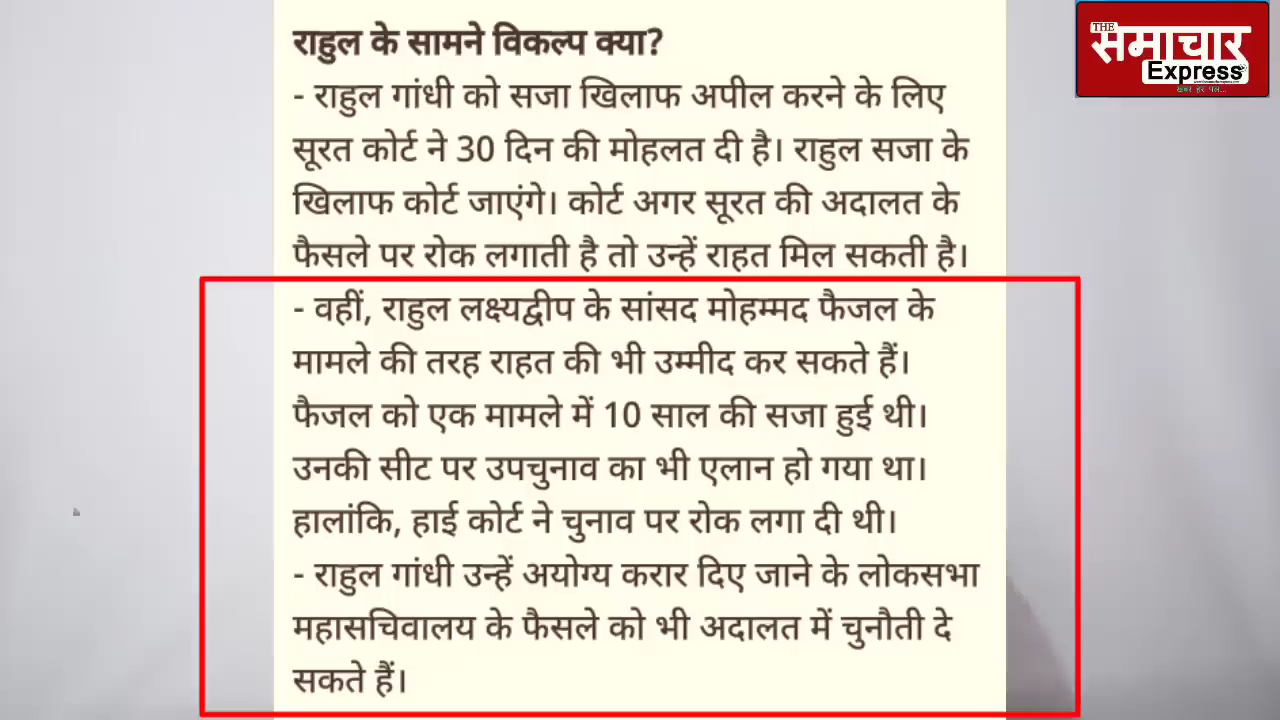 राहुल के सामने विकल्प क्या?
- राहुल गांधी को सजा खिलाफ अपील करने के लिए
सूरत कोर्ट ने 30 दिन की मोहलत दी है। राहुल सजा के
खिलाफ कोर्ट जाएंगे। कोर्ट अगर सूरत की अदालत के
फैसले पर रोक लगाती है तो उन्हें राहत मिल सकती है।
- वहीं, राहुल लक्ष्यद्वीप के सांसद मोहम्मद फैजल के
मामले की तरह राहत की भी उम्मीद कर सकते हैं।
फैजल को एक मामले में 10 साल की सजा हुई थी।
उनकी सीट पर उपचुनाव का भी एलान हो गया था।
हालांकि, हाई कोर्ट ने चुनाव पर रोक लगा दी थी।
- राहुल गांधी उन्हें अयोग्य करार दिए जाने के लोकसभा
महासचिवालय के फैसले को भी अदालत में चुनौती दे
सकते हैं।
THE
समाचार
Express
खबर हर पल...